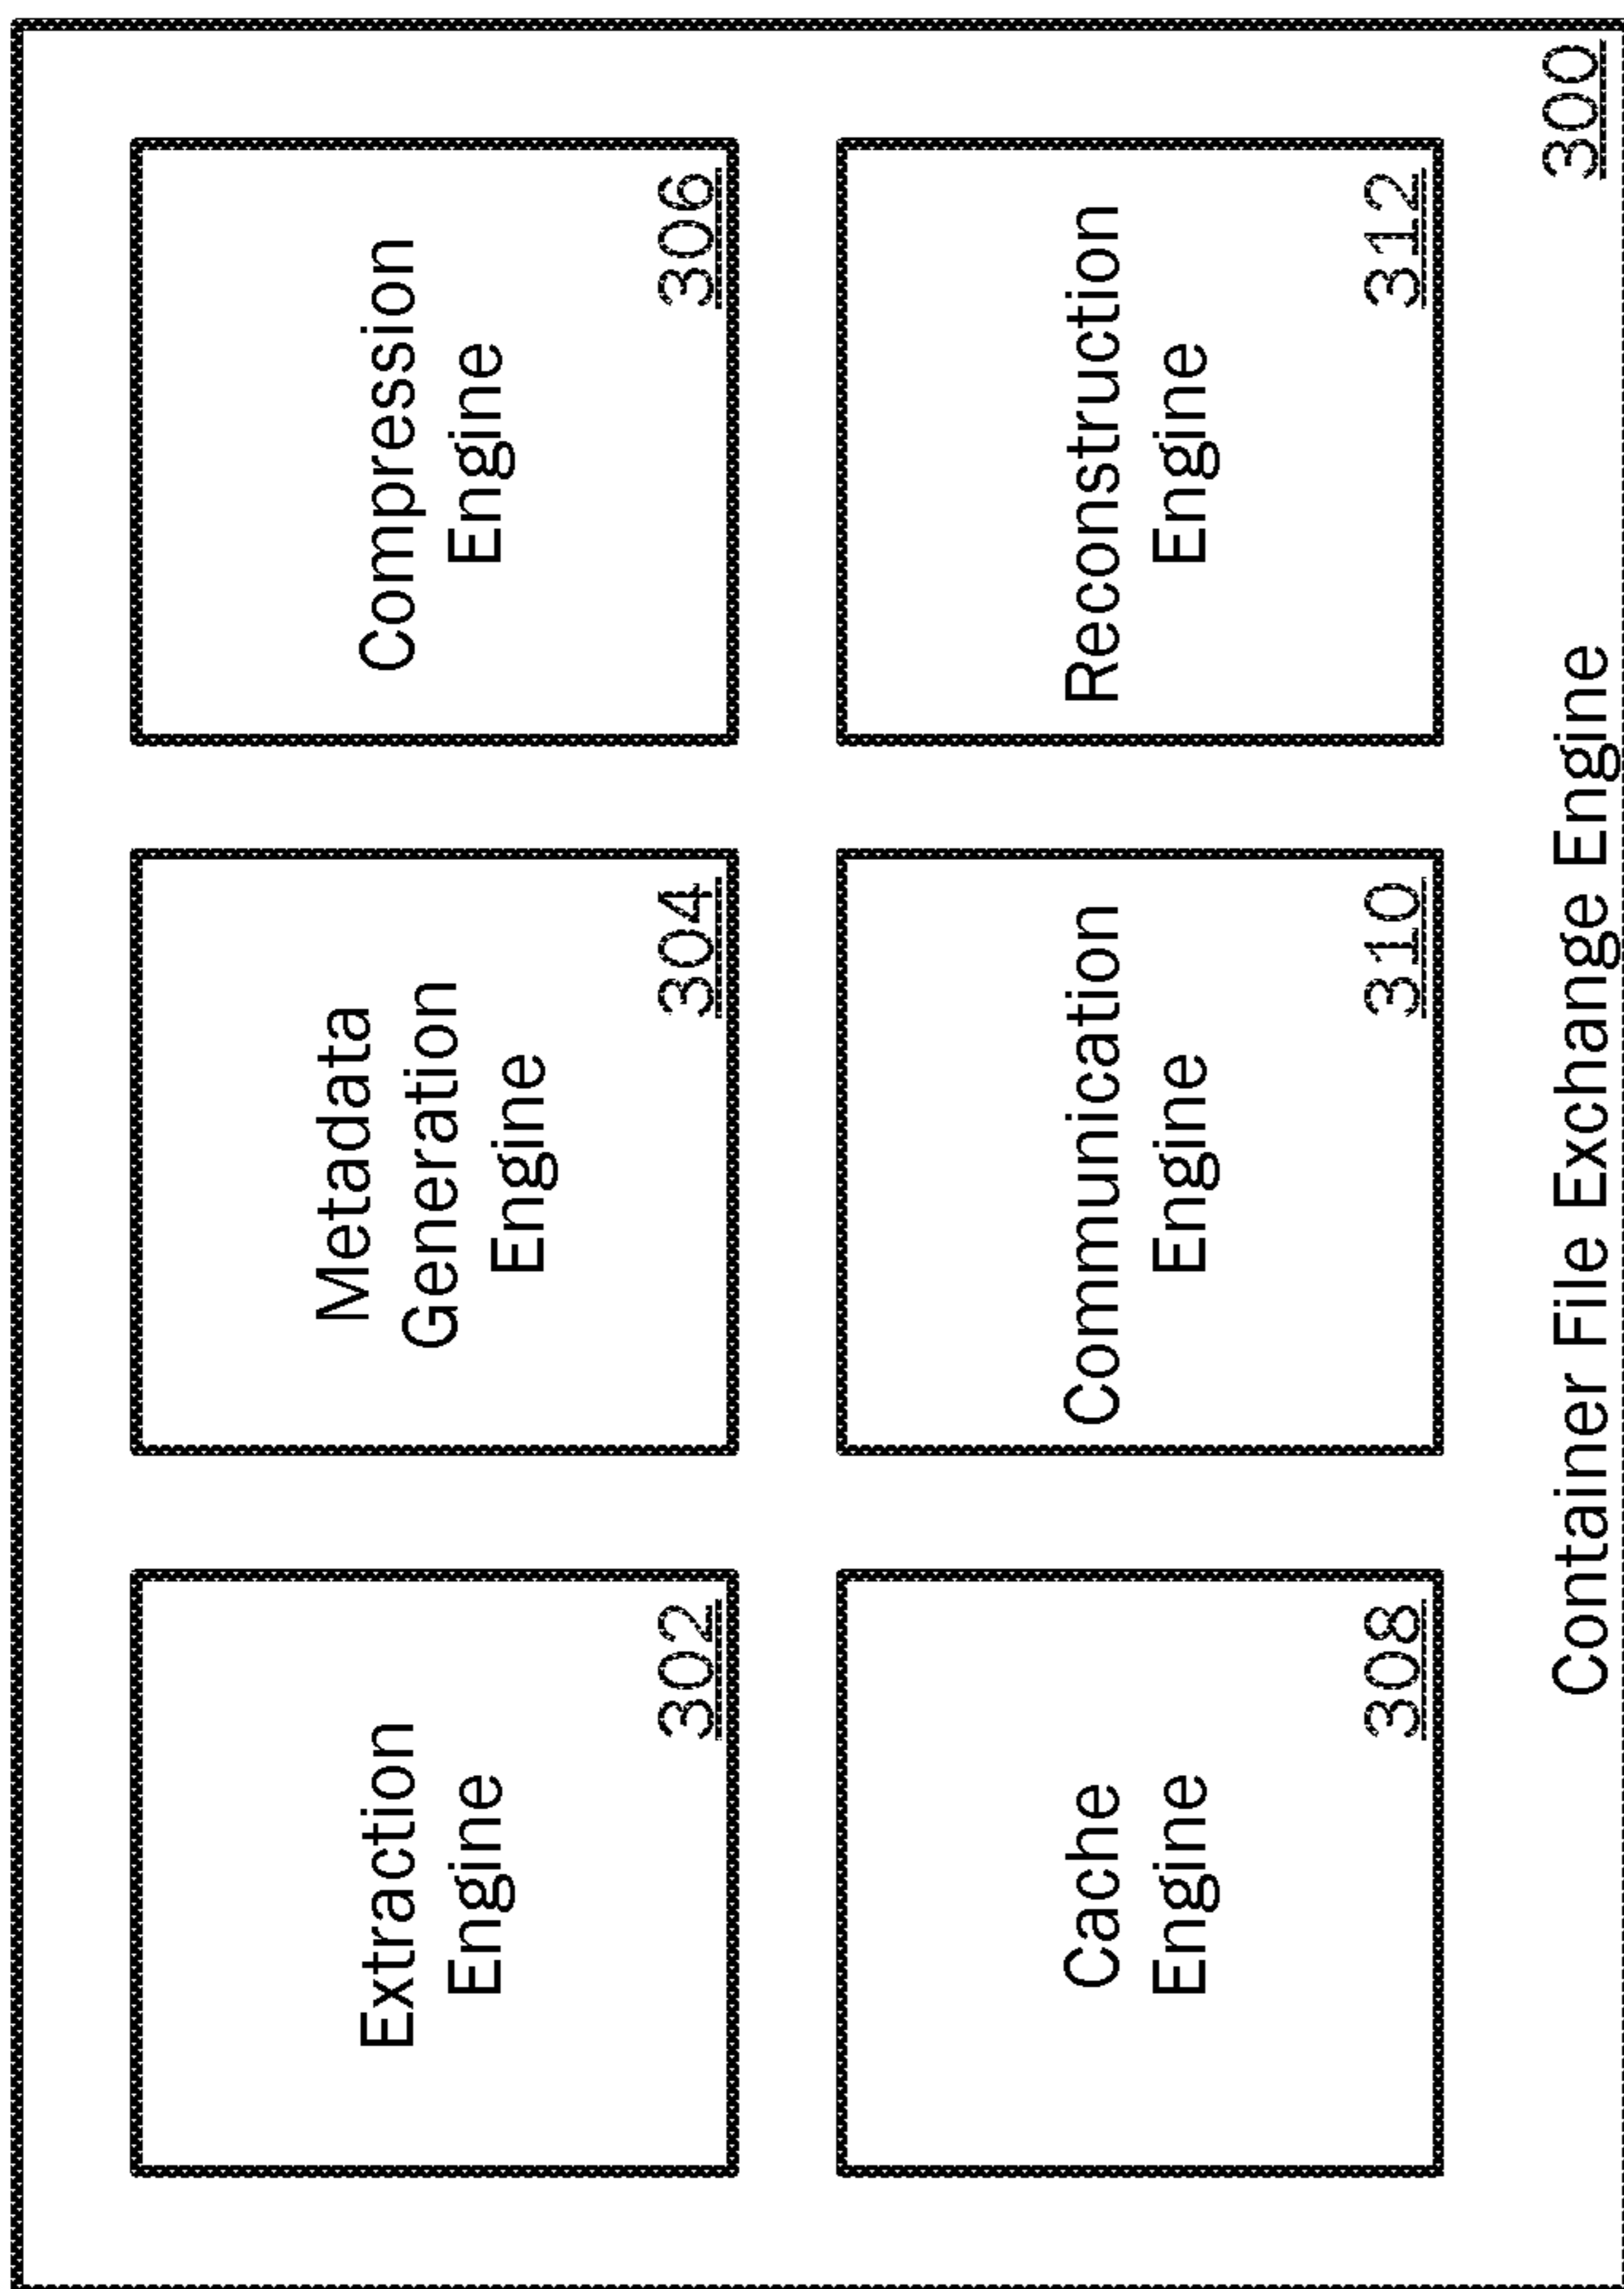 Extraction
Engine
302
Metadata
Generation
Engine
304
Compression
Engine
306
Cache
Engine
308
Communication
Engine
310
Reconstruction
Engine
312
Container File Exchange Engine
300